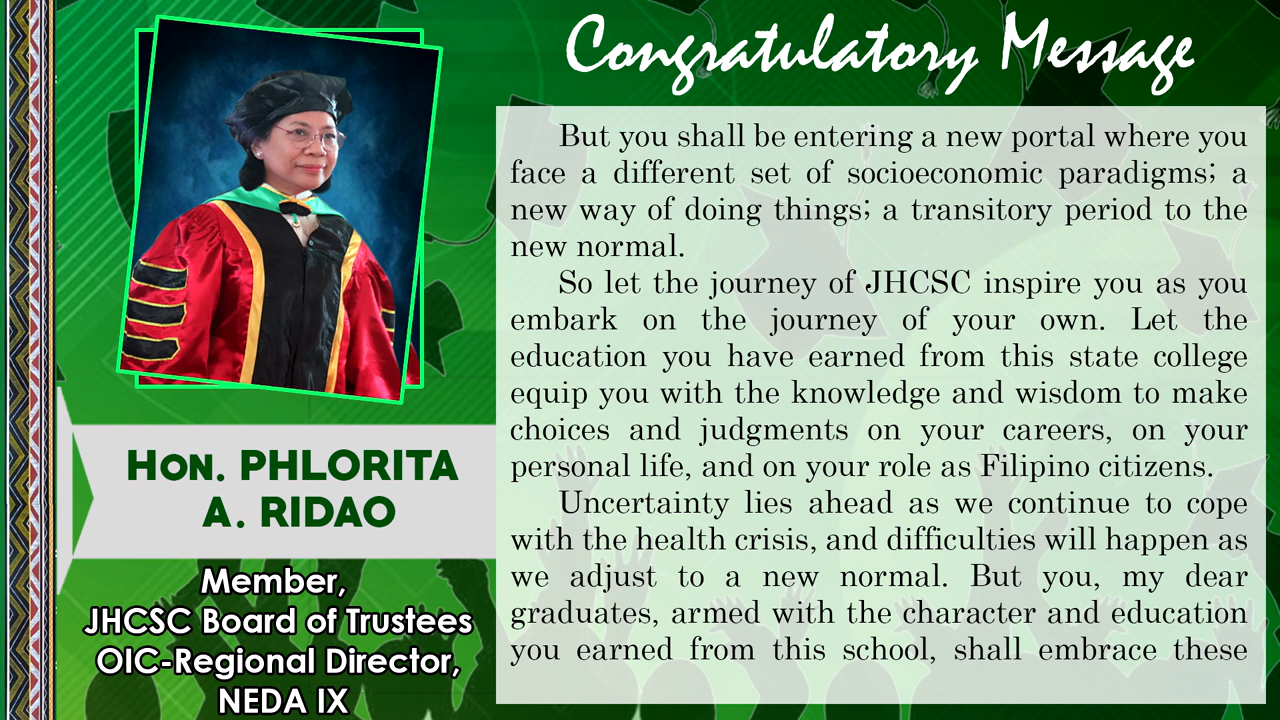 Congratulatory Message
But you shall be entering a new portal where you
face a different set of socioeconomic paradigms; a
new way of doing things; a transitory period to the
new normal.
So let the journey of JHCSC inspire you as you
embark on the journey of your own. Let the
education you have earned from this state college
equip you with the knowledge and wisdom to make
choices and judgments on your careers, on your
personal life, and on your role as Filipino citizens.
Uncertainty lies ahead as we continue to cope
with the health crisis, and difficulties will happen as
we adjust to a new normal. But you, my dear
graduates, armed with the character and education
you earned from this school, shall embrace these
Hon. PHLORITA
A. RIDAO
Member,
JHCSC Board of Trustees
OIC-Regional Director,
NEDA IX